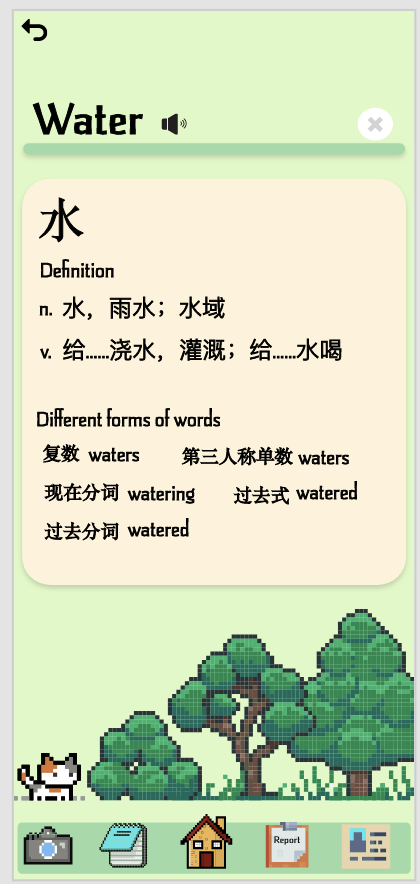 Water
水
Definition
n. 水，雨水；水域
v. 给……浇水，灌溉；给……水喝
Different forms of words
复数 waters 第三人称单数 waters
现在分词 watering 过去式 watered
过去分词 watered
Report